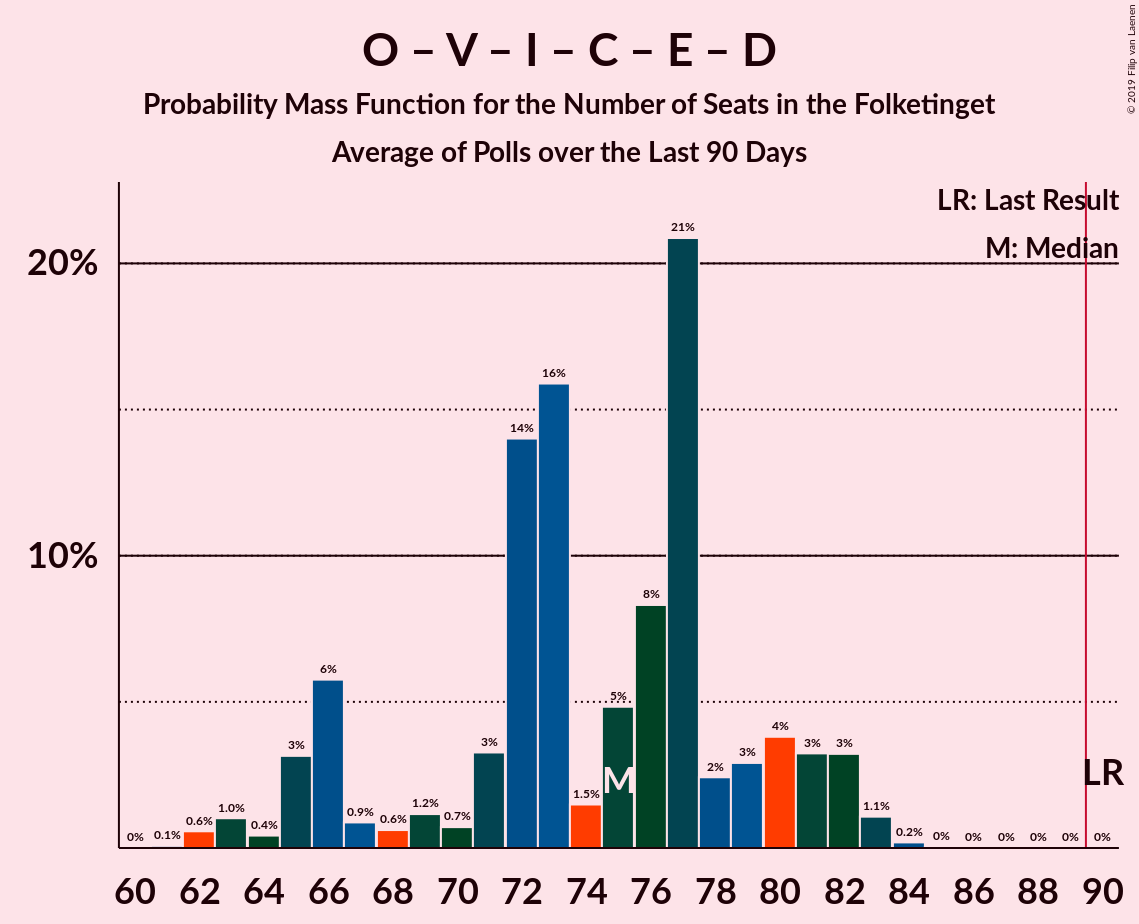 O – V – I – C – E – D
Probability Mass Function for the Number of Seats in the Folketinget
Average of Polls over the Last 90 Days
© 2019 Filip van Laenen
LR: Last Result
M: Median
20%
10%
0% 0.1% 0.6% 1.0% 0.4% 3% 6% 0.9% 0.6% 1.2% 0.7% 3% 14% 16% 1.5% 5% 8% 21% 2% 3% 4% 3% 3% 1.1% 0.2% 0% 0% 0% 0% 0% 0%
M
LR
60 62 64 66 68 70 72 74 76 78 80 82 84 86 88 90